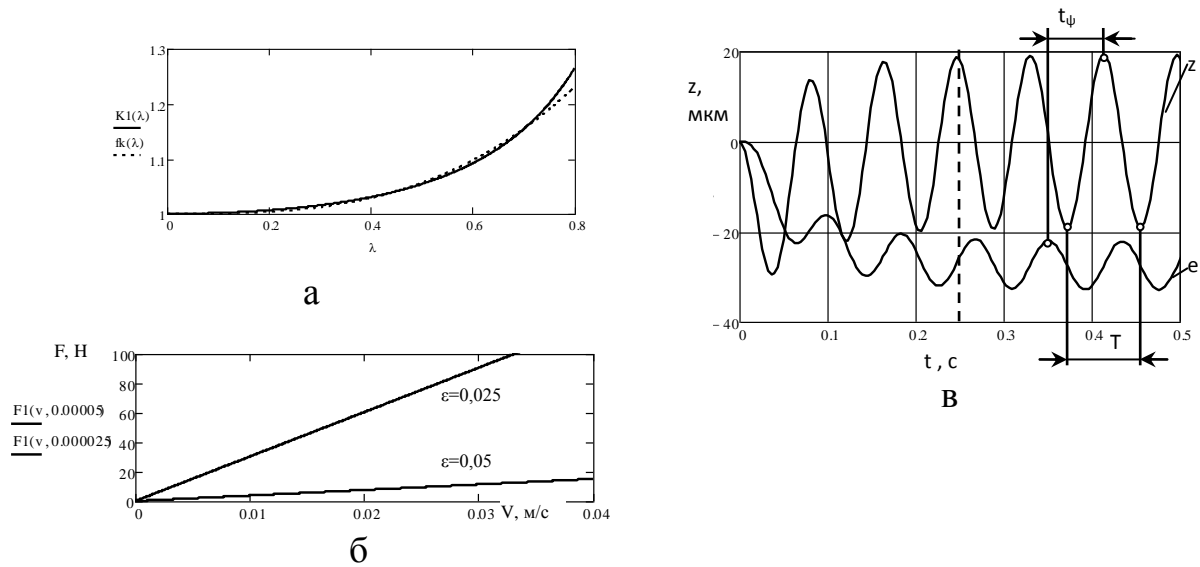 1.3
1.2
1.1
1
K1(λ)
fk(λ)
0 0.2 0.4 0.6 0.8
λ
а
F, Н
100
80
60
40
20
0
F1(v,0.00005)
F1(v,0.000025)
ε=0,025
ε=0,05
0 0.01 0.02 0.03 0.04
V, м/с
б
tψ
20
z,
мкм
0
−20
−40
z
e
0 0.1 0.2 0.3 0.4 0.5
T
t , с
в